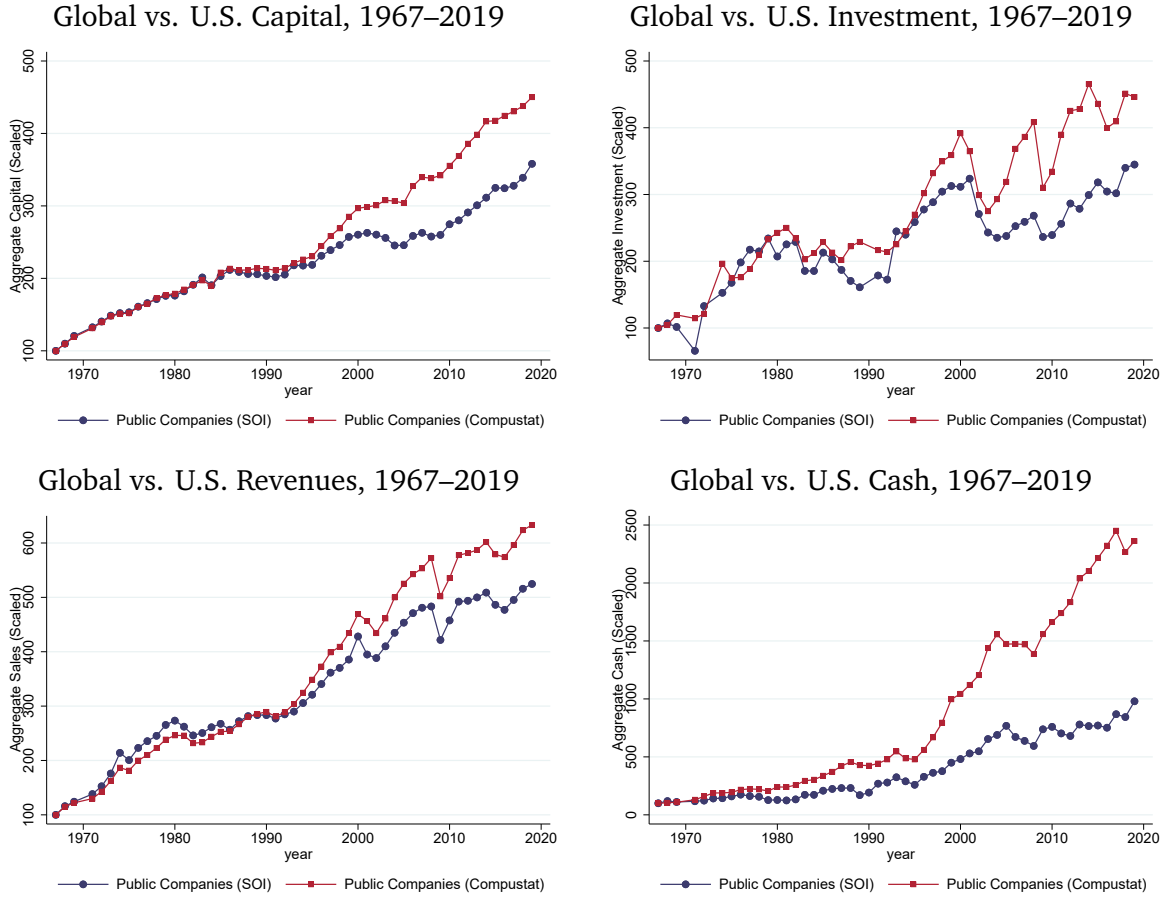 Global vs. U.S. Capital, 1967–2019
Aggregate Capital (Scaled)
500
400
300
200
100
1970 1980 1990 2000 2010 2020
year
Public Companies (SOI) Public Companies (Compustat)
Global vs. U.S. Investment, 1967–2019
Aggregate Investment (Scaled)
500
400
300
200
100
1970 1980 1990 2000 2010 2020
year
Public Companies (SOI) Public Companies (Compustat)
Global vs. U.S. Revenues, 1967–2019
Aggregate Sales (Scaled)
600
500
400
300
200
100
1970 1980 1990 2000 2010 2020
year
Public Companies (SOI) Public Companies (Compustat)
Global vs. U.S. Cash, 1967–2019
Aggregate Cash (Scaled)
2500
2000
1500
1000
500
0
1970 1980 1990 2000 2010 2020
year
Public Companies (SOI) Public Companies (Compustat)